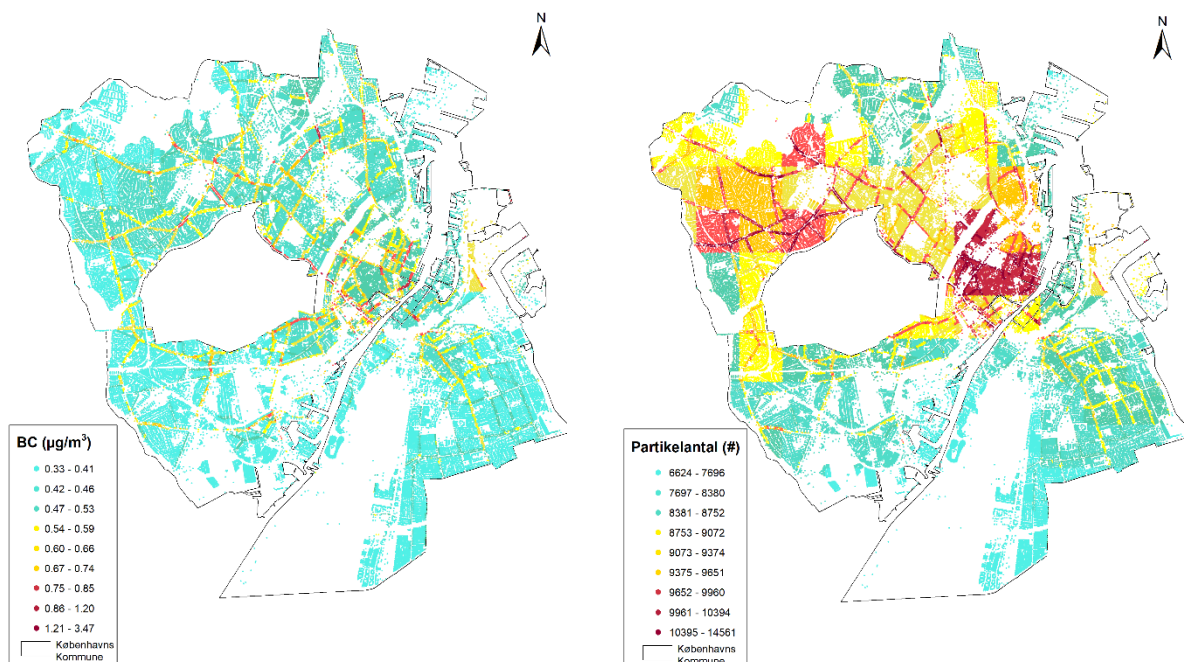 N
BC (µg/m³)
0.33 - 0.41
0.42 - 0.46
0.47 - 0.53
0.54 - 0.59
0.60 - 0.66
0.67 - 0.74
0.75 - 0.85
0.86 - 1.20
1.21 - 3.47
Københavns
Kommune
N
Partikelantal (#)
6624 - 7696
7697 - 8380
8381 - 8752
8753 - 9072
9073 - 9374
9375 - 9651
9652 - 9960
9961 - 10394
10395 - 14561
Københavns
Kommune